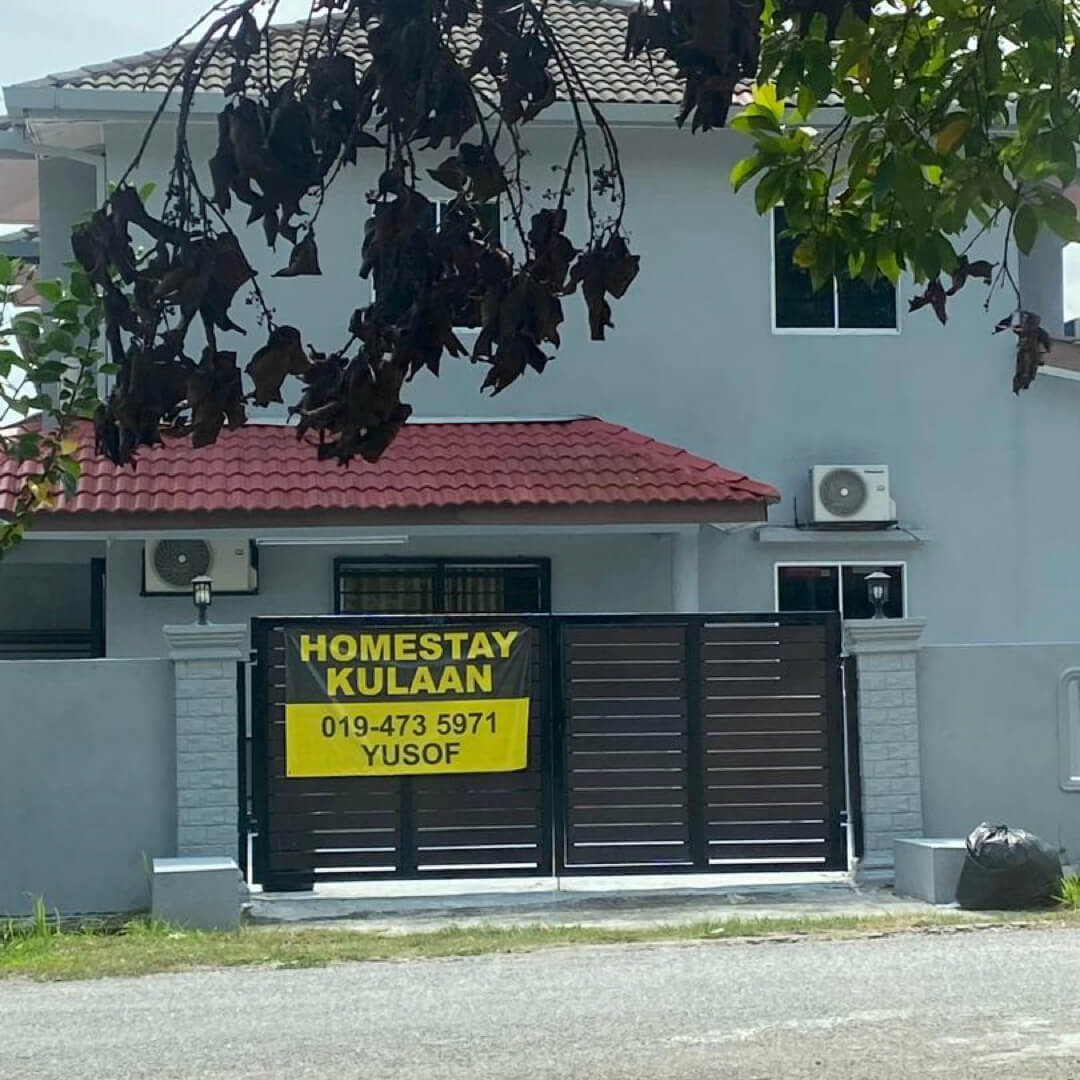 HOMESTAY
KULAAN
019-473 5971
YUSOF